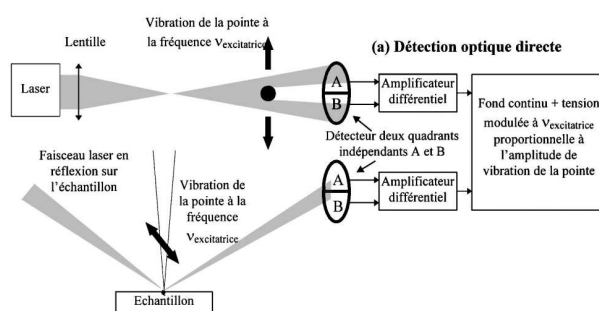 Vibration de la pointe à
la fréquence νexcitatrice
Lentille
(a) Détection optique directe
Laser
A
B
Amplificateur
différentiel
Fond continu + tension
modulée à νexcitatrice
proportionnelle à
l'amplitude de
vibration de la pointe
Détecteur deux quadrants
indépendants A et B
Faisceau laser en
réflexion sur
l'échantillon
Vibration de
la pointe à la
fréquence
νexcitatrice
A
B
Amplificateur
différentiel
Echantillon